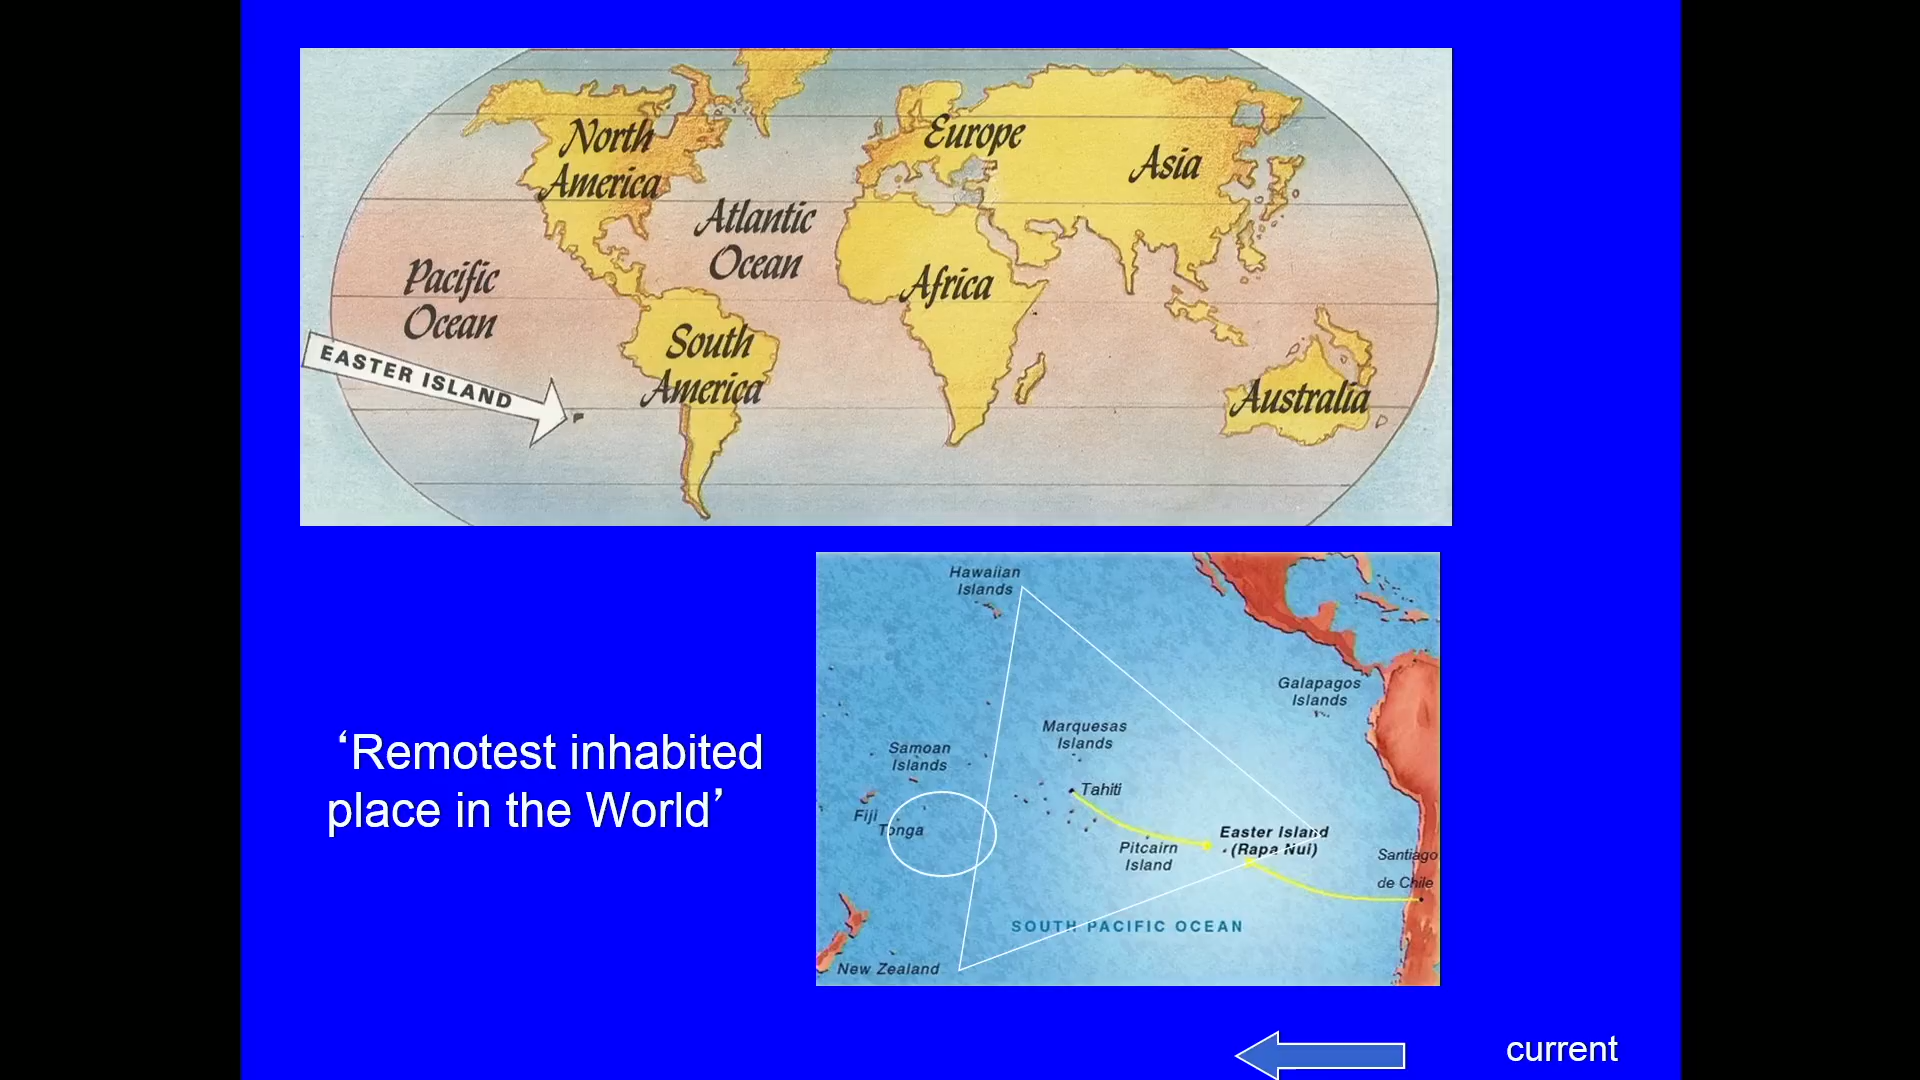 North
America
Europe
Asia
Atlantic
Ocean
Pacific
Ocean
Africa
South
America
Australia
EASTER ISLAND
Hawaiian
Islands
Galapagos
Islands
Marquesas
Islands
Samoan
Islands
Tahiti
Fiji
Tonga
Easter Island
(Rapa Nui)
Pitcairn
Island
Santiago
de Chile
SOUTH PACIFIC OCEAN
New Zealand
‘Remotest inhabited
place in the World’
current